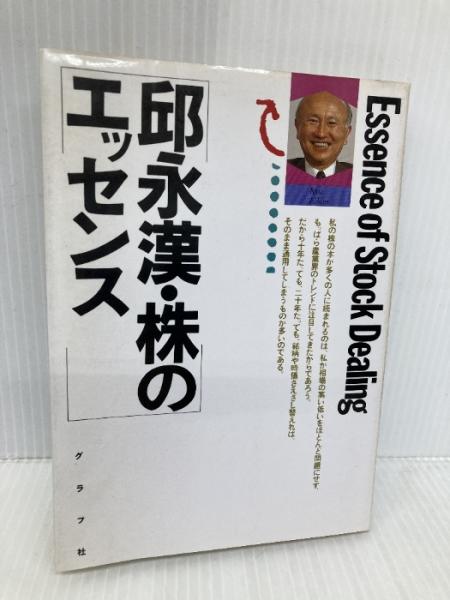 Essence of Stock Dealing
私の株の本が多くの人に読まれるのは、私が相場の高い低いをほとんど問題にせず、
もっぱら産業界のトレンドに注目してきたからであろう。
だから十年たっても、二十年たっても、銘柄や時価さえさし替えれば、
そのまま通用してしまうものが多いのである。
邱永漢・株の
エッセンス
グラフ社